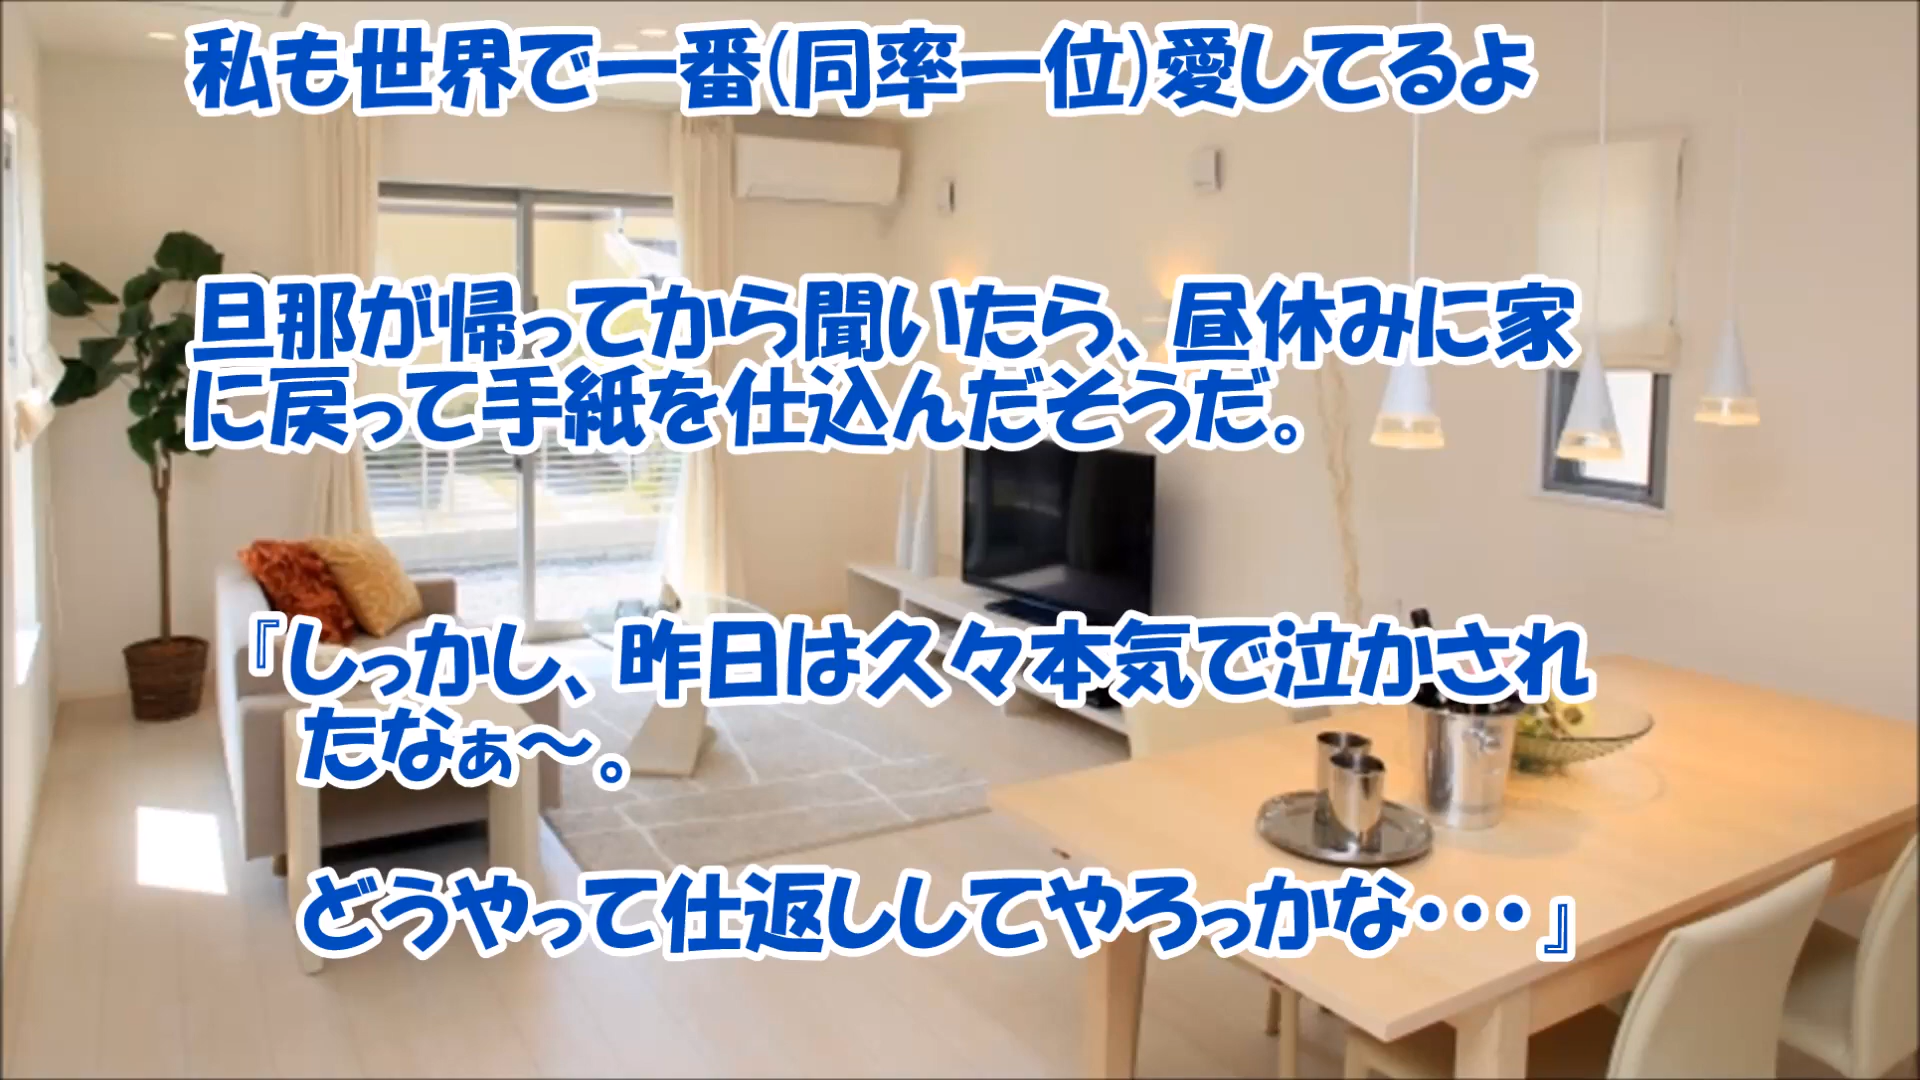 私も世界で一番(同率一位)愛してるよ
旦那が帰ってから聞いたら、昼休みに家
に戻って手紙を仕込んだそうだ。
『しっかし、昨日は久々本気で泣かされ
たなぁ～。
どうやって仕返ししてやろっかな・・・』